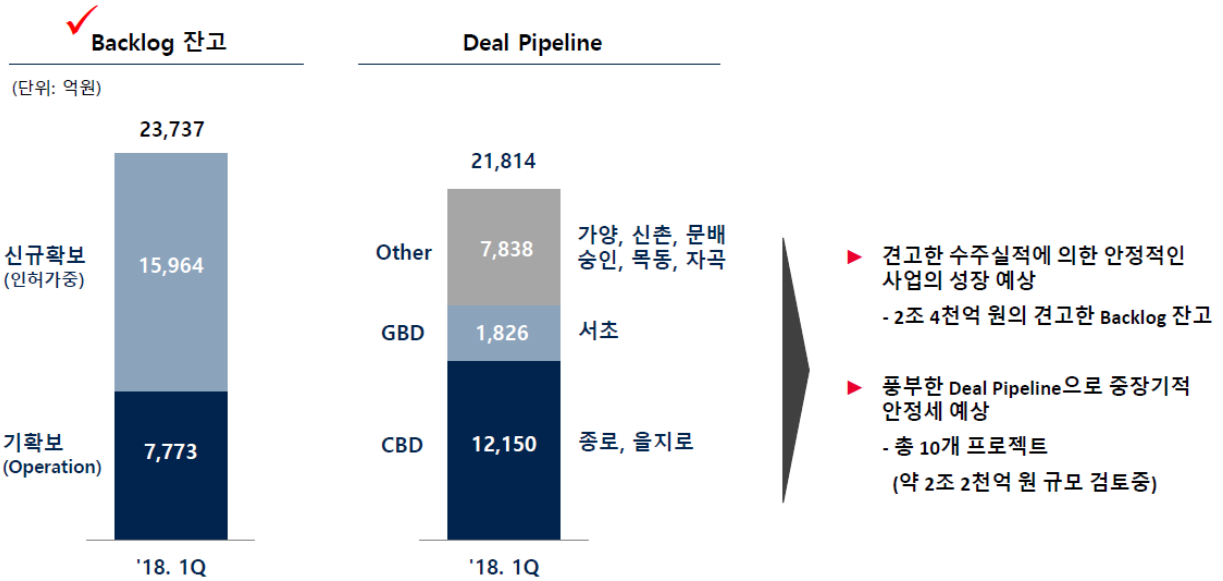 Backlog 잔고
(단위: 억원)
23,737
신규확보
(인허가중)
15,964
기확보
(Operation)
7,773
'18. 1Q
Deal Pipeline
21,814
Other
7,838
가양, 신촌, 문배
숭인, 목동, 자곡
GBD
1,826
서초
CBD
12,150
종로, 을지로
'18. 1Q
▶ 견고한 수주실적에 의한 안정적인
사업의 성장 예상
- 2조 4천억 원의 견고한 Backlog 잔고
▶ 풍부한 Deal Pipeline으로 중장기적
안정세 예상
- 총 10개 프로젝트
(약 2조 2천억 원 규모 검토중)